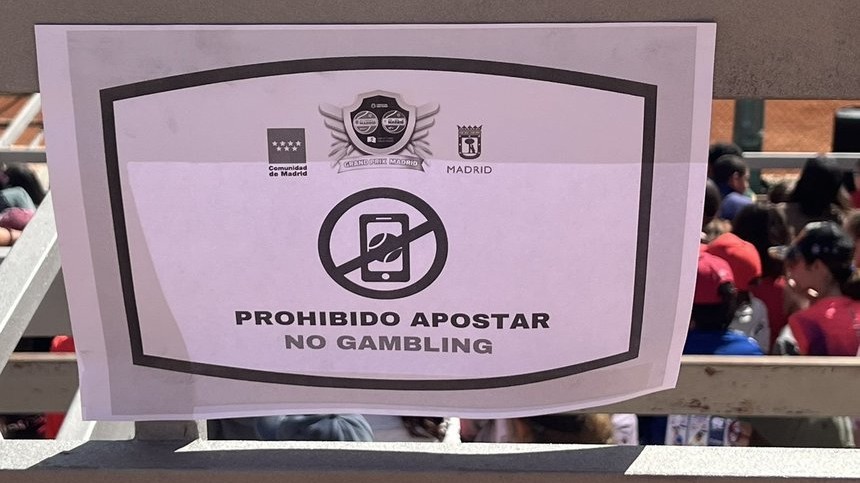 GRAND PRIX MADRID
Comunidad
de Madrid
MADRID
PROHIBIDO APOSTAR
NO GAMBLING